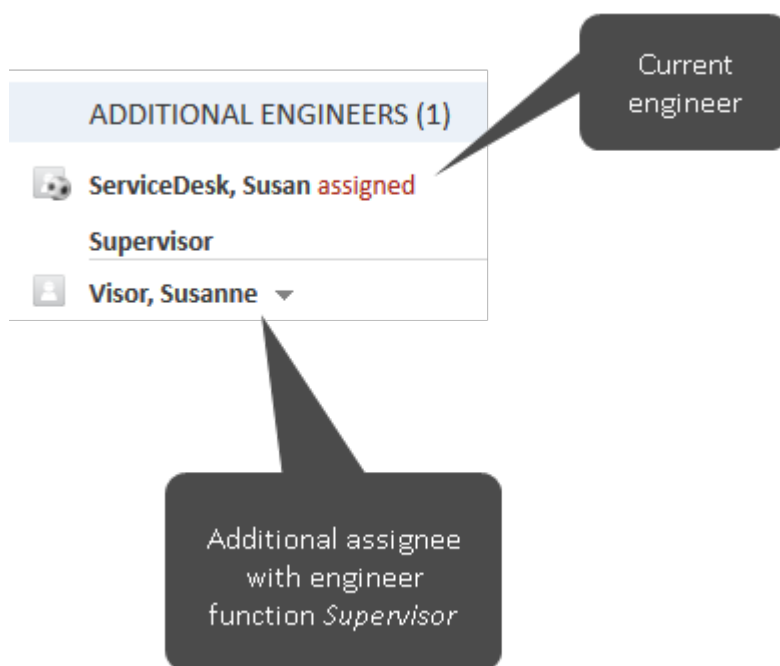 Current
engineer
ADDITIONAL ENGINEERS (1)
ServiceDesk, Susan assigned
Supervisor
Visor, Susanne
Additional assignee
with engineer
function Supervisor